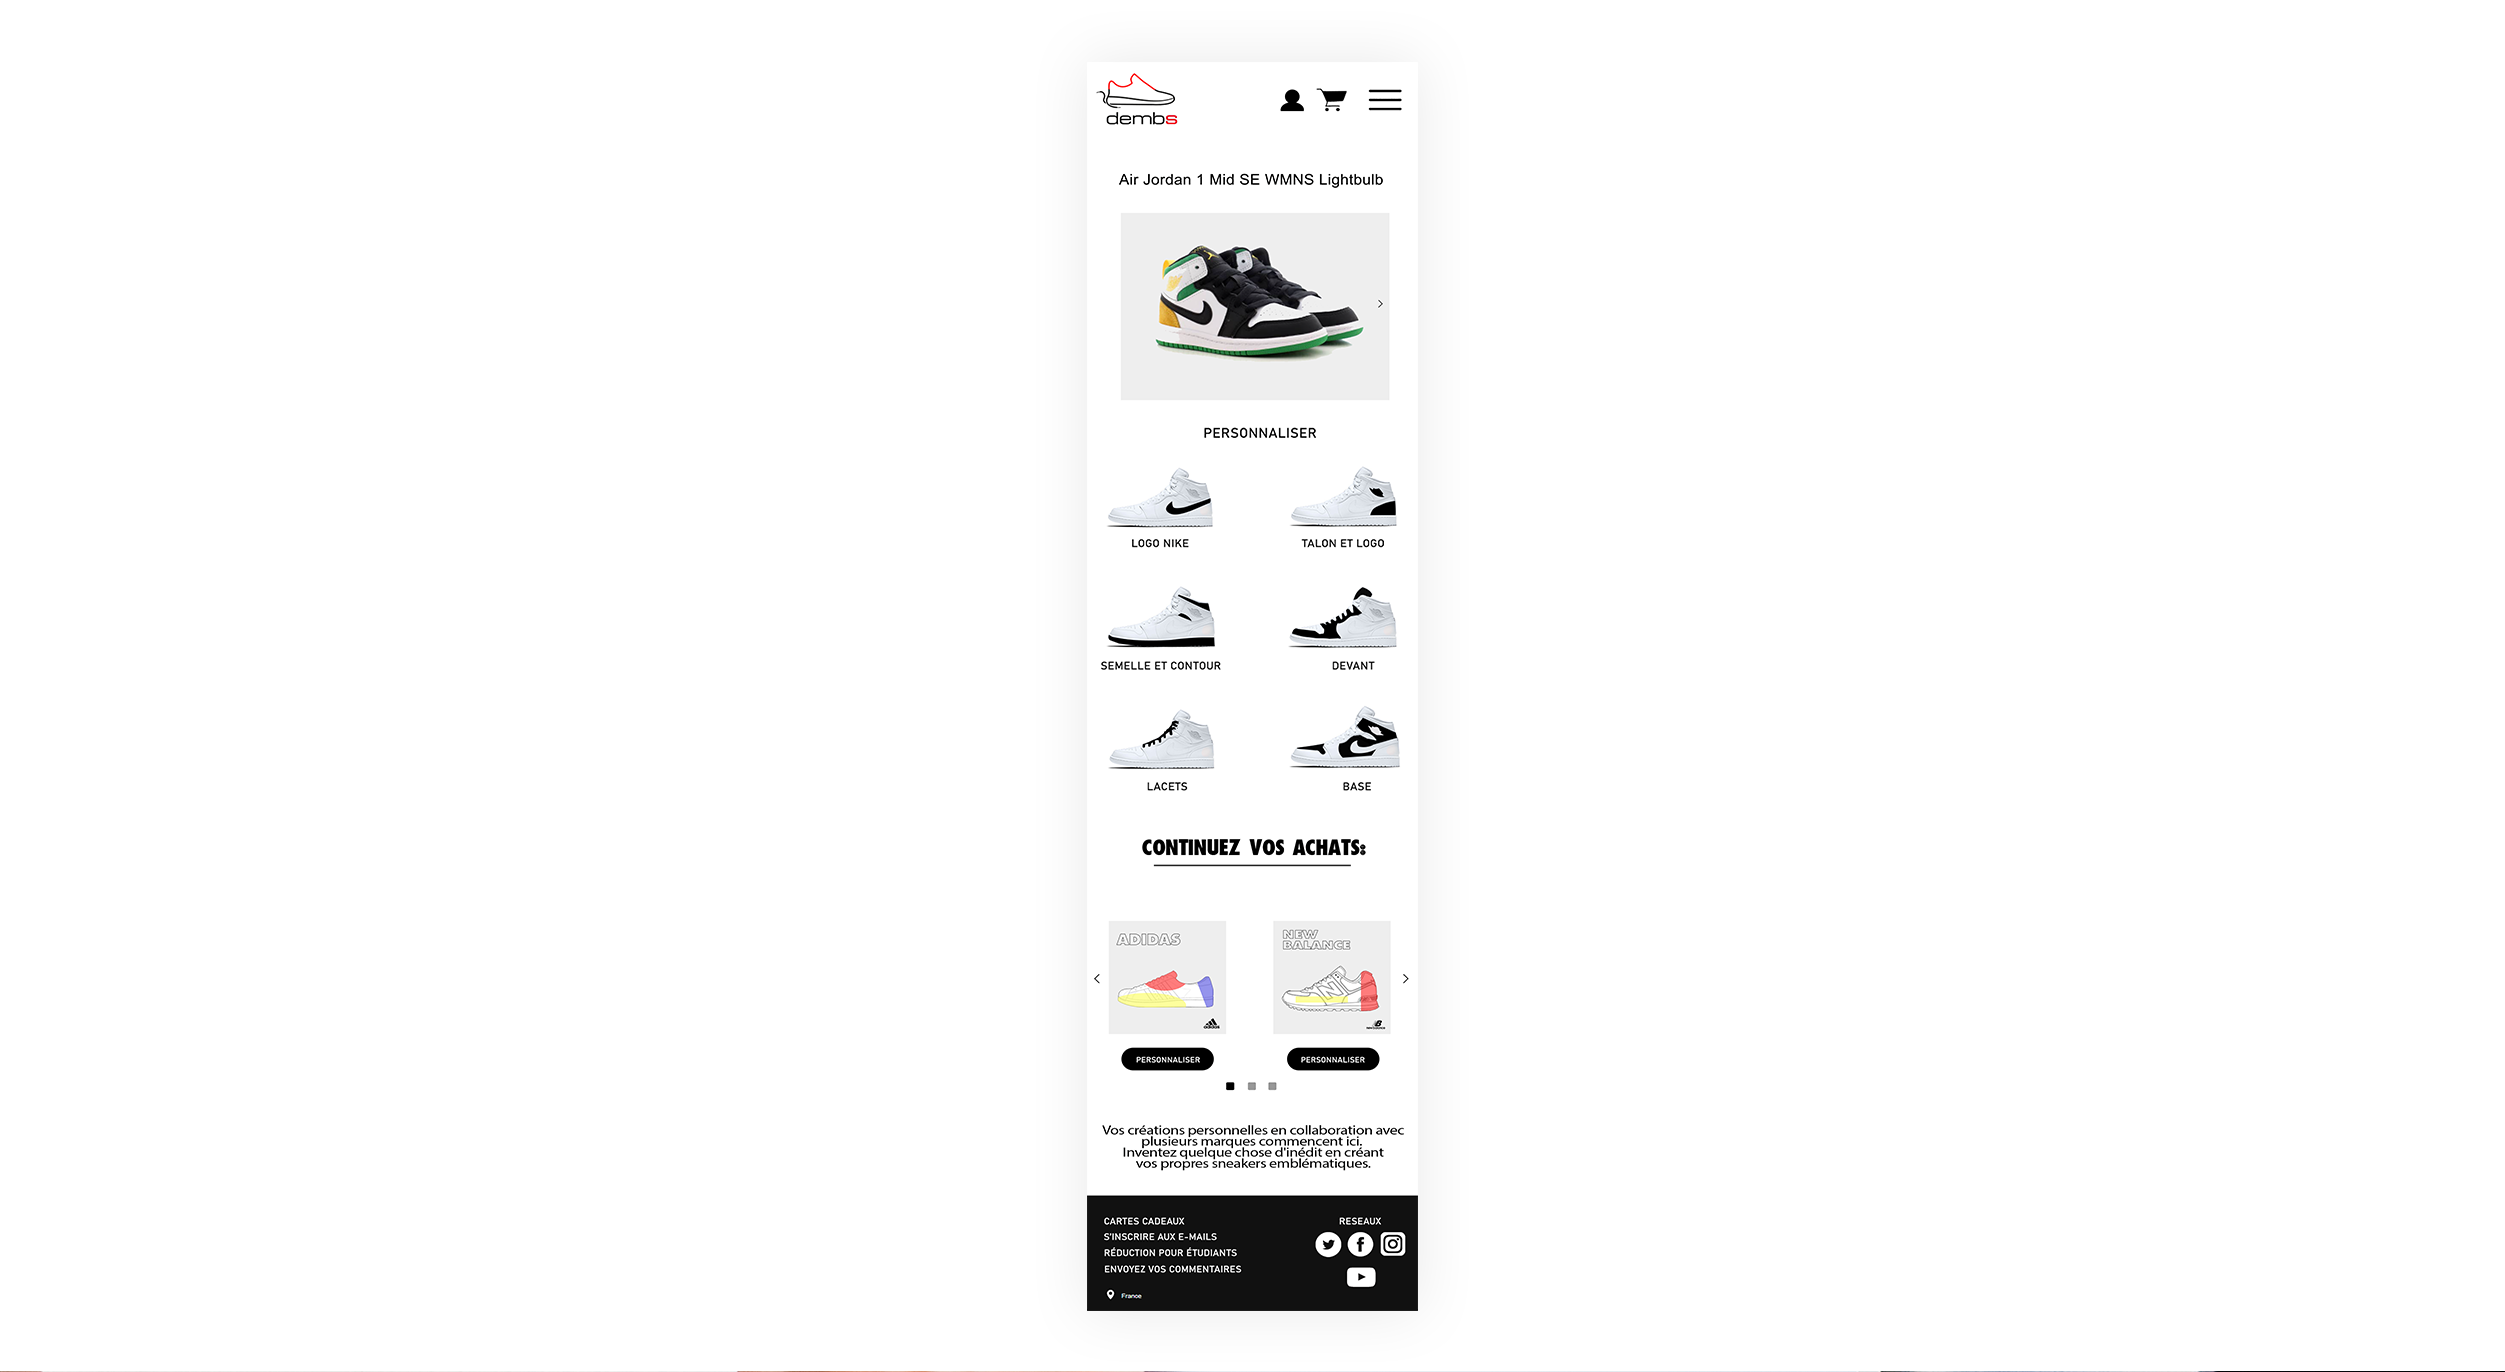 dembs
Air Jordan 1 Mid SE WMNS Lightbulb
PERSONNALISER
LOGO NIKE
TALON ET LOGO
SEMELLE ET CONTOUR
DEVANT
LACETS
BASE
CONTINUEZ VOS ACHATS:
ADIDAS
adidas
NEW
BALANCE
new balance
PERSONNALISER
PERSONNALISER
Vos créations personnelles en collaboration avec
plusieurs marques commencent ici.
Inventez quelque chose d'inédit en créant
vos propres sneakers emblématiques.
CARTES CADEAUX
S'INSCRIRE AUX E-MAILS
RÉDUCTION POUR ÉTUDIANTS
ENVOYEZ VOS COMMENTAIRES
France
RESEAUX